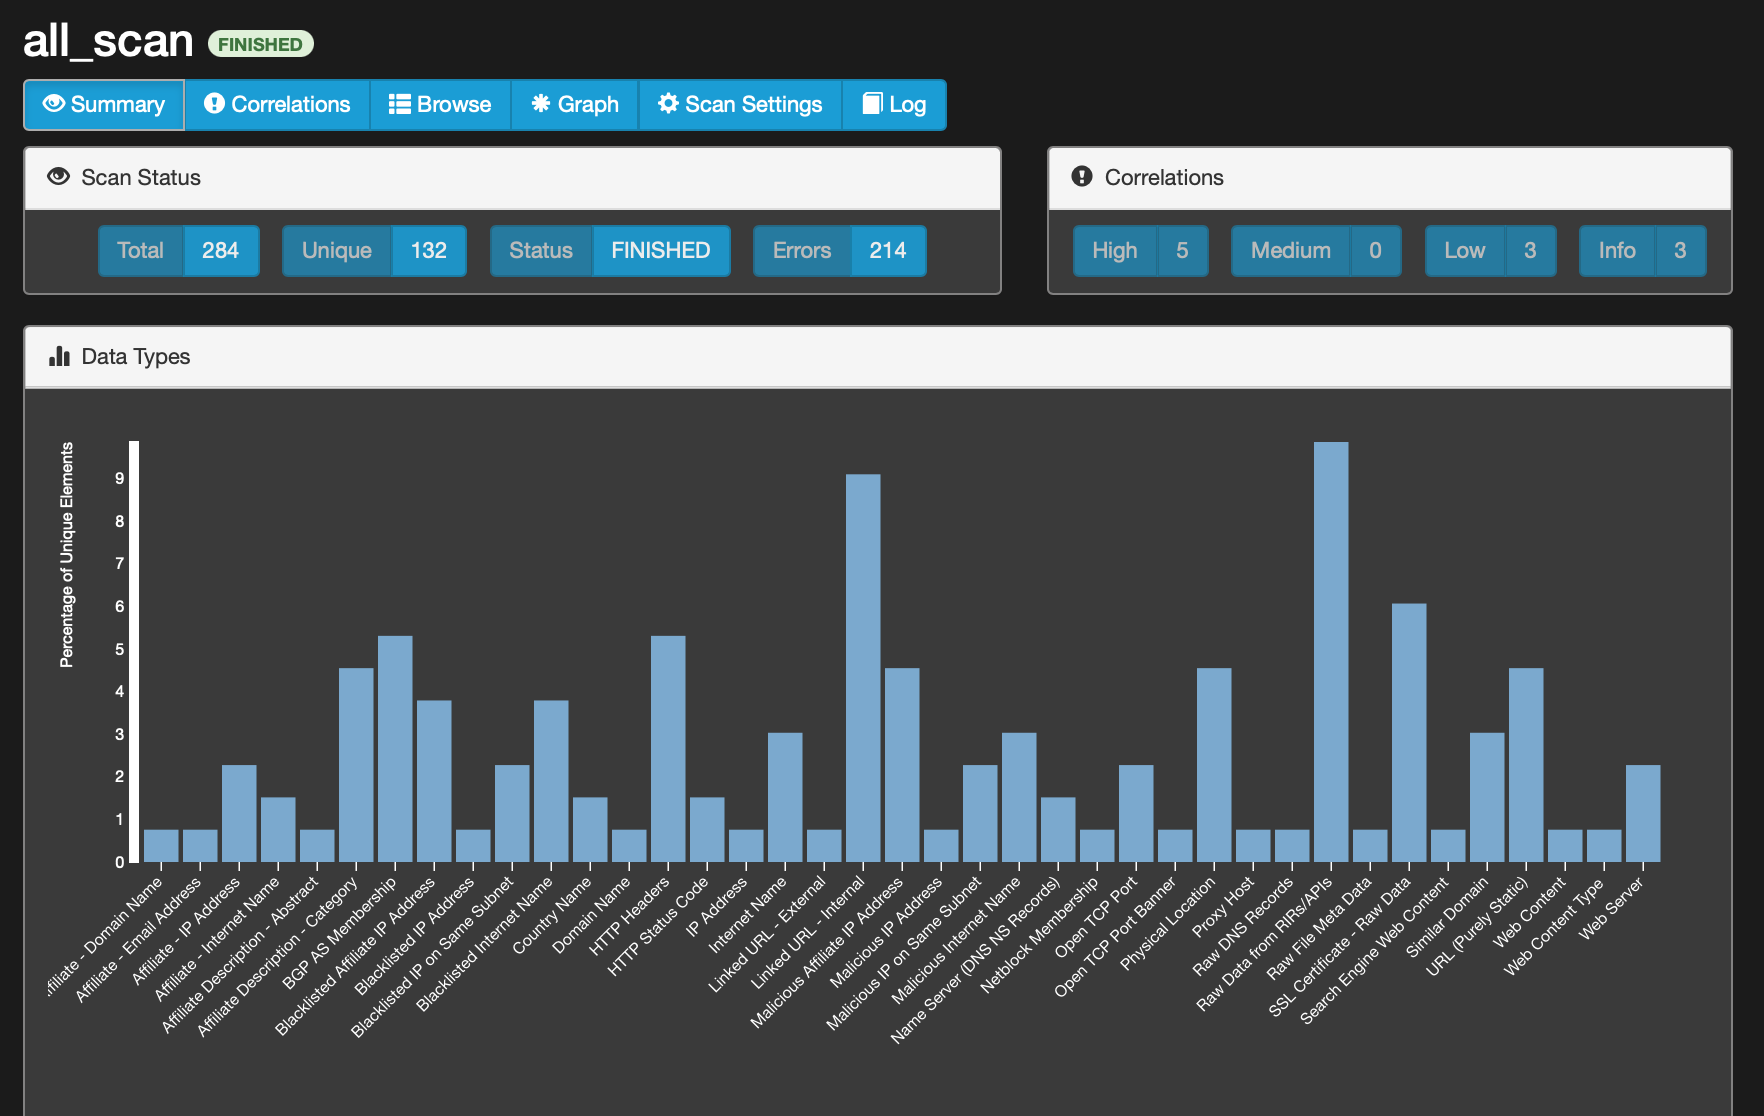 all_scan FINISHED
Summary Correlations Browse Graph Scan Settings Log
Scan Status
Total 284 Unique 132 Status FINISHED Errors 214
Correlations
High 5 Medium 0 Low 3 Info 3
Data Types
Percentage of Unique Elements
9
8
7
6
5
4
3
2
1
0
ffiliate - Domain Name
Affiliate - Email Address
Affiliate - IP Address
Affiliate - Internet Name
Affiliate Description - Abstract
Affiliate Description - Category
BGP AS Membership
Blacklisted Affiliate IP Address
Blacklisted IP Address
Blacklisted IP on Same Subnet
Blacklisted Internet Name
Country Name
Domain Name
HTTP Headers
HTTP Status Code
IP Address
Internet Name
Linked URL - External
Linked URL - Internal
Malicious Affiliate IP Address
Malicious IP Address
Malicious IP on Same Subnet
Malicious Internet Name
Name Server (DNS NS Records)
Netblock Membership
Open TCP Port
Open TCP Port Banner
Physical Location
Proxy Host
Raw DNS Records
Raw Data from RIRs/APIs
Raw File Meta Data
SSL Certificate - Raw Data
Search Engine Web Content
Similar Domain
URL (Purely Static)
Web Content
Web Content Type
Web Server